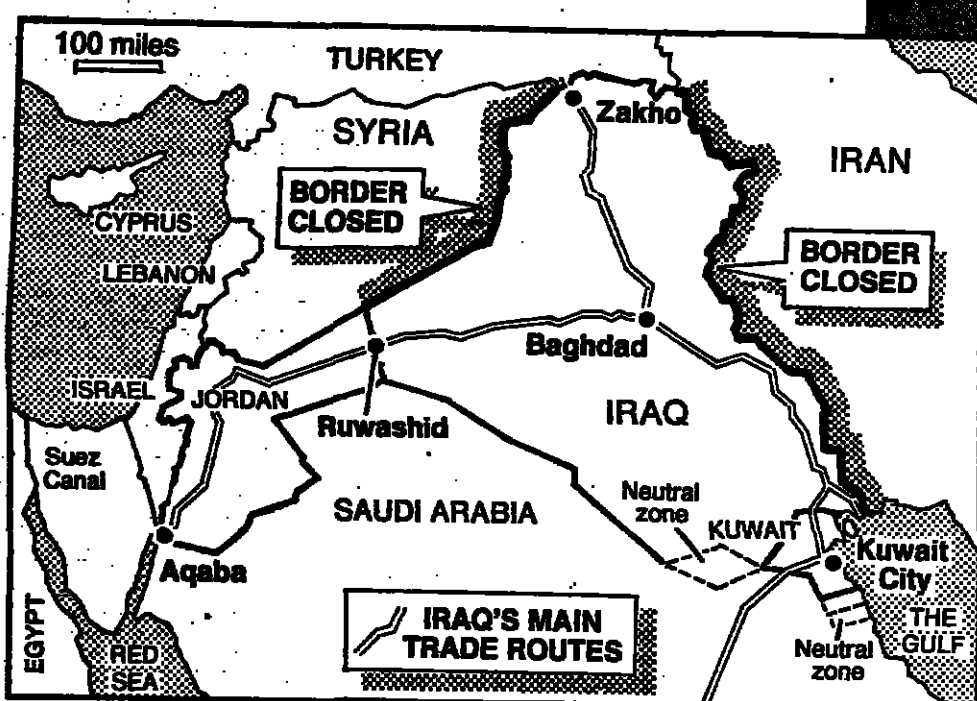 100 miles
TURKEY
Zakho
SYRIA
IRAN
BORDER
CLOSED
CYPRUS
BORDER
CLOSED
LEBANON
Baghdad
ISRAEL
JORDAN
IRAQ
Ruwashid
Suez
Canal
Neutral
zone
SAUDI ARABIA
KUWAIT
Kuwait
City
Aqaba
EGYPT
IRAQ'S MAIN
TRADE ROUTES
THE
GULF
RED
SEA
Neutral
zone